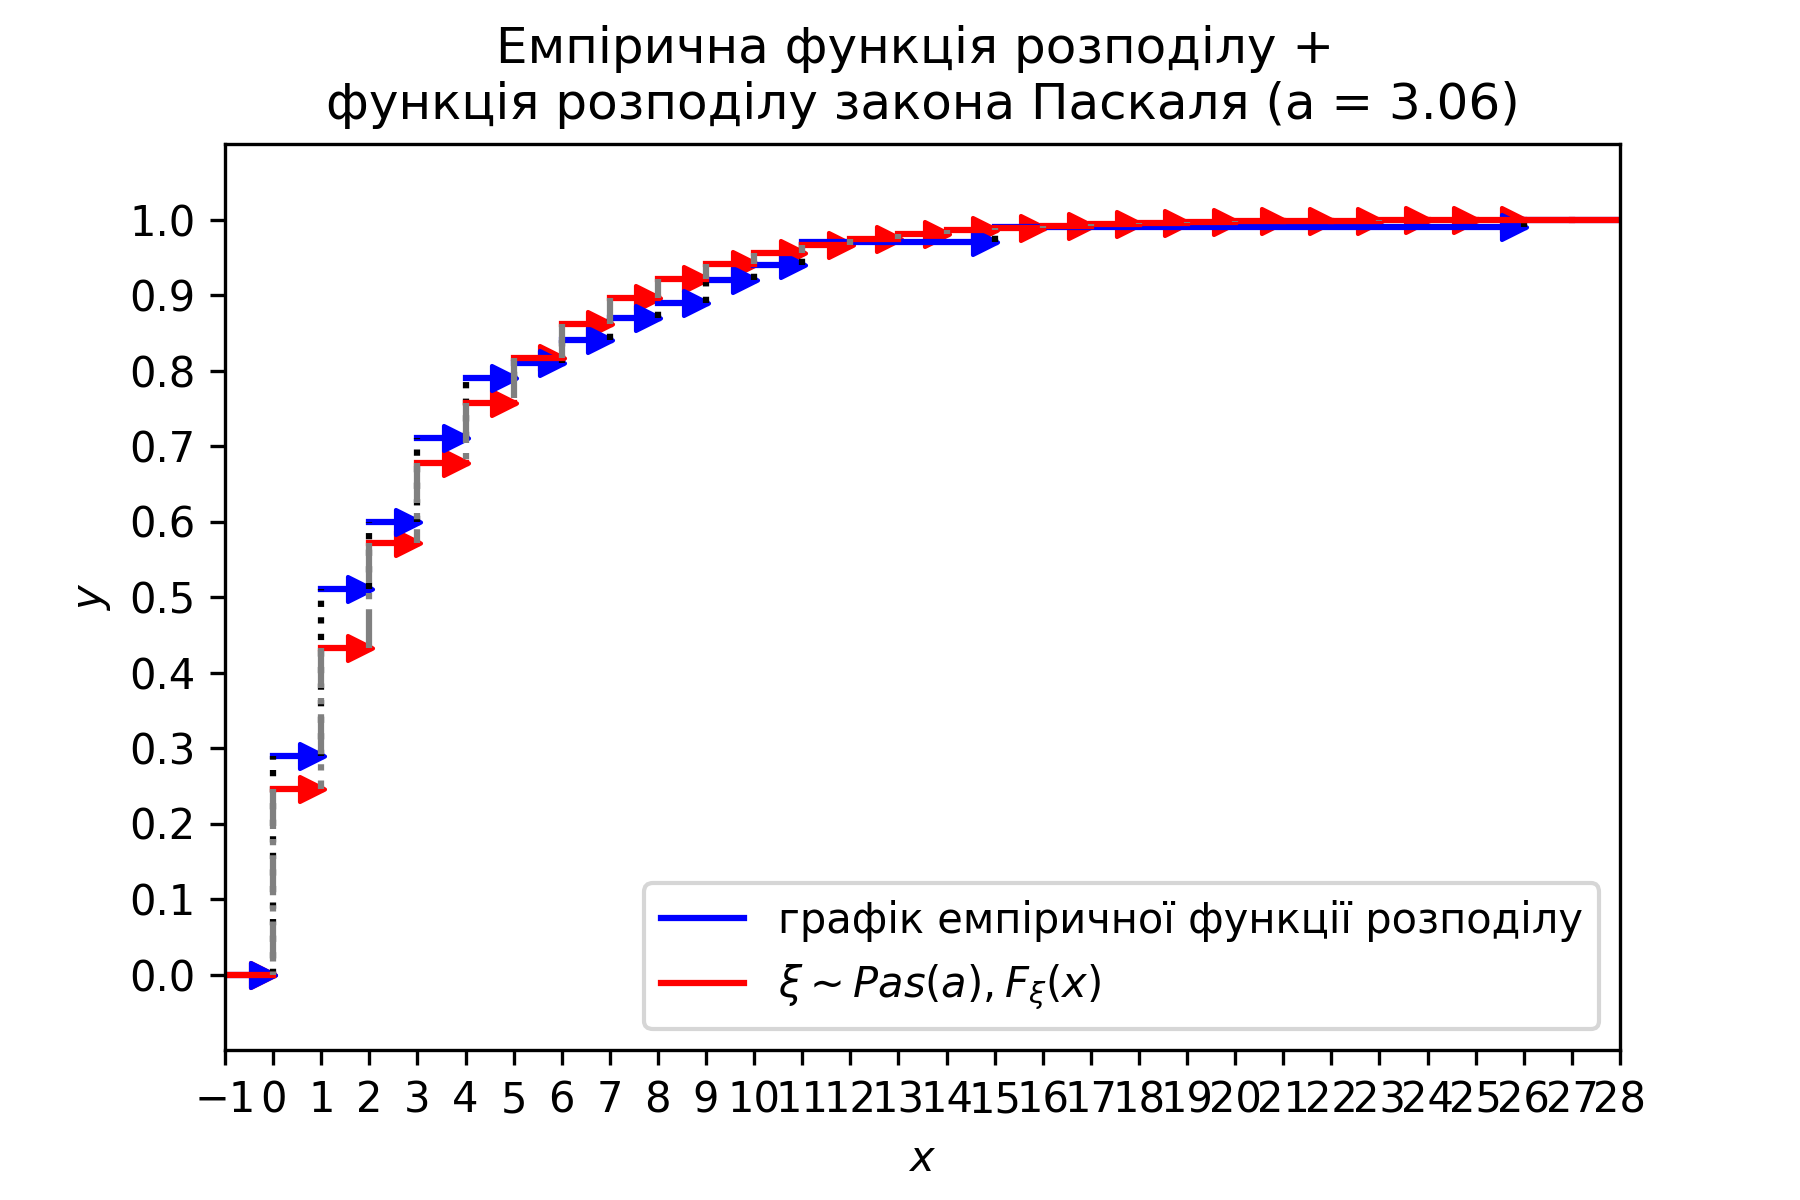 Емпірична функція розподілу +
функція розподілу закона Паскаля (a = 3.06)
1.0
0.9
0.8
0.7
0.6
0.5
0.4
0.3
0.2
0.1
0.0
y
графік емпіричної функції розподілу
ξ ~ Pas(a), F_ξ(x)
−1 0 1 2 3 4 5 6 7 8 9 10 11 12 13 14 15 16 17 18 19 20 21 22 23 24 25 26 27 28
x